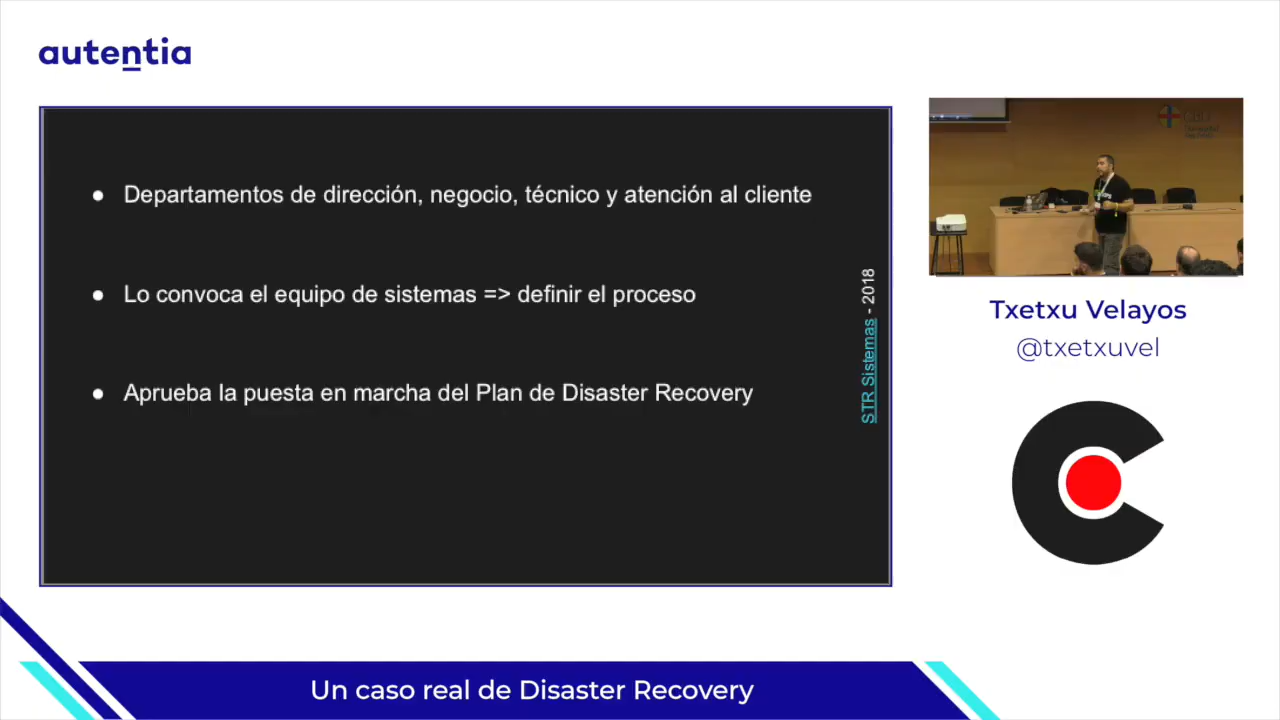 autentia
● Departamentos de dirección, negocio, técnico y atención al cliente
● Lo convoca el equipo de sistemas => definir el proceso
● Aprueba la puesta en marcha del Plan de Disaster Recovery
STR Sistemas - 2018
Txetxu Velayos
@txetxuvel
Un caso real de Disaster Recovery